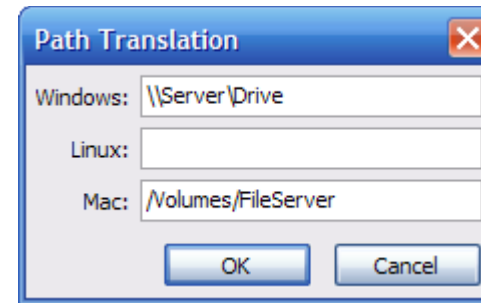 Path Translation
Windows: \\Server\Drive
Linux:
Mac: /Volumes/FileServer
OK Cancel